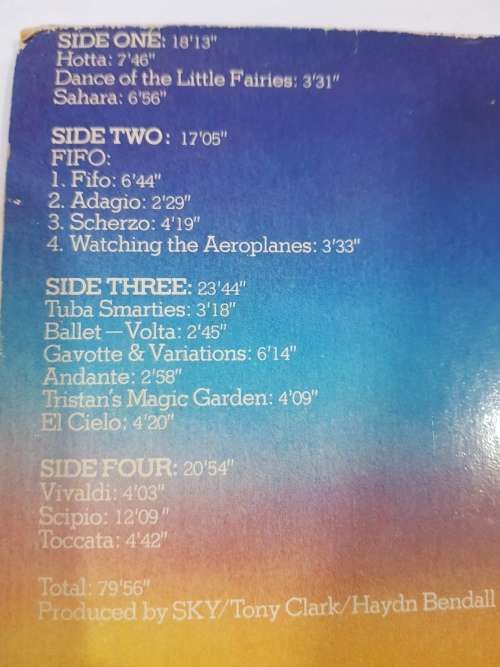 SIDE ONE: 18'13"
Hotta: 7'46"
Dance of the Little Fairies: 3'31"
Sahara: 6'56"
SIDE TWO: 17'05"
FIFO:
1. Fifo: 6'44"
2. Adagio: 2'29"
3. Scherzo: 4'19"
4. Watching the Aeroplanes: 3'33"
SIDE THREE: 23'44"
Tuba Smarties: 3'18"
Ballet—Volta: 2'45"
Gavotte & Variations: 6'14"
Andante: 2'58"
Tristan's Magic Garden: 4'09"
El Cielo: 4'20"
SIDE FOUR: 20'54"
Vivaldi: 4'03"
Scipio: 12'09"
Toccata: 4'42"
Total: 79'56"
Produced by SKY/Tony Clark/Haydn Bendall